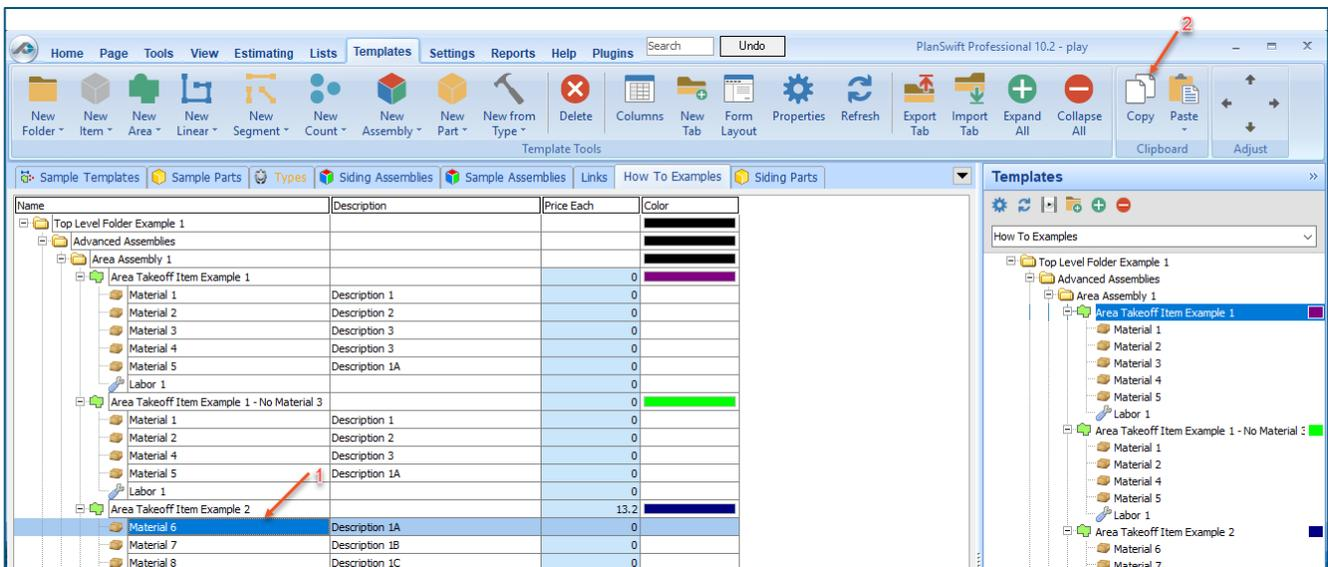 2
Home Page Tools View Estimating Lists Templates Settings Reports Help Plugins Search Undo PlanSwift Professional 10.2 - play
New Folder New Item New Area New Linear New Segment New Count New Assembly New Part New from Type Delete Columns New Tab Form Layout Properties Refresh Export Tab Import Tab Expand All Collapse All Copy Paste
Template Tools Clipboard Adjust
Sample Templates Sample Parts Types Siding Assemblies Sample Assemblies Links How To Examples Siding Parts
Name Description Price Each Color
Top Level Folder Example 1
Advanced Assemblies
Area Assembly 1
Area Takeoff Item Example 1 0
Material 1 Description 1 0
Material 2 Description 2 0
Material 3 Description 3 0
Material 4 Description 3 0
Material 5 Description 1A 0
Labor 1 0
Area Takeoff Item Example 1 - No Material 3 0
Material 1 Description 1 0
Material 2 Description 2 0
Material 4 Description 3 0
Material 5 Description 1A 0
1
Labor 1 0
Area Takeoff Item Example 2 13.2
Material 6 Description 1A 0
Material 7 Description 1B 0
Material 8 Description 1C 0
Templates
How To Examples
Top Level Folder Example 1
Advanced Assemblies
Area Assembly 1
Area Takeoff Item Example 1
Material 1
Material 2
Material 3
Material 4
Material 5
Labor 1
Area Takeoff Item Example 1 - No Material 3
Material 1
Material 2
Material 4
Material 5
Labor 1
Area Takeoff Item Example 2
Material 6
Material 7